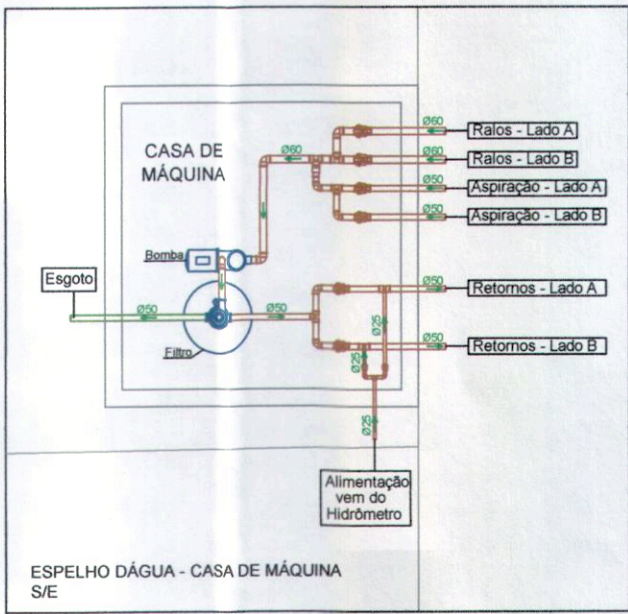 CASA DE
MÁQUINA
Ø60
Ø60
Ralos - Lado A
Ø60
Ralos - Lado B
Ø50
Aspiração - Lado A
Ø50
Aspiração - Lado B
Bomba
Esgoto
Ø50
Filtro
Ø50
Ø50
Retornos - Lado A
Ø25
Ø50
Retornos - Lado B
Ø25
Ø25
Alimentação
vem do
Hidrômetro
ESPELHO DÁGUA - CASA DE MÁQUINA
S/E